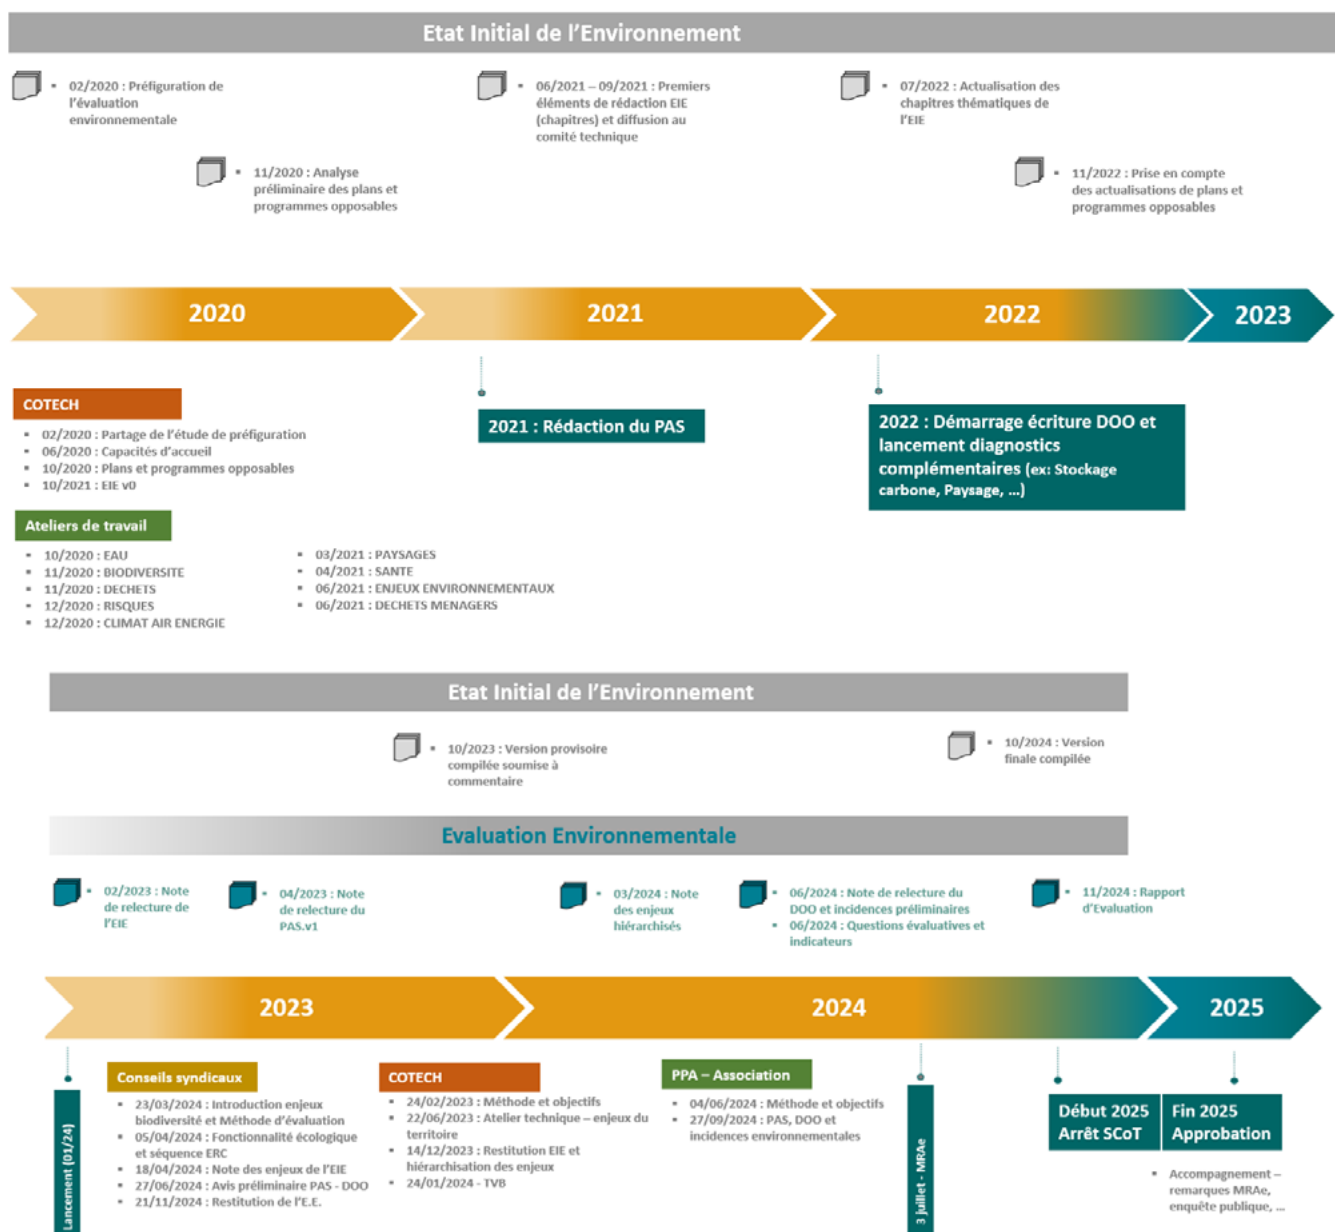 Etat Initial de l'Environnement
▪ 02/2020 : Préfiguration de
l'évaluation
environnementale
▪ 11/2020 : Analyse
préliminaire des plans et
programmes opposables
▪ 06/2021 – 09/2021 : Premiers
éléments de rédaction EIE
(chapitres) et diffusion au
comité technique
▪ 07/2022 : Actualisation des
chapitres thématiques de
l'EIE
▪ 11/2022 : Prise en compte
des actualisations de plans et
programmes opposables
2020
2021
2022
2023
COTECH
▪ 02/2020 : Partage de l'étude de préfiguration
▪ 06/2020 : Capacités d'accueil
▪ 10/2020 : Plans et programmes opposables
▪ 10/2021 : EIE v0
2021 : Rédaction du PAS
2022 : Démarrage écriture DOO et
lancement diagnostics
complémentaires (ex: Stockage
carbone, Paysage, ...)
Ateliers de travail
▪ 10/2020 : EAU
▪ 11/2020 : BIODIVERSITE
▪ 11/2020 : DECHETS
▪ 12/2020 : RISQUES
▪ 12/2020 : CLIMAT AIR ENERGIE
▪ 03/2021 : PAYSAGES
▪ 04/2021 : SANTE
▪ 06/2021 : ENJEUX ENVIRONNEMENTAUX
▪ 06/2021 : DECHETS MENAGERS
Etat Initial de l'Environnement
▪ 10/2023 : Version provisoire
compilée soumise à
commentaire
▪ 10/2024 : Version
finale compilée
Evaluation Environnementale
▪ 02/2023 : Note
de relecture de
l'EIE
▪ 04/2023 : Note
de relecture du
PAS.v1
▪ 03/2024 : Note
des enjeux
hiérarchisés
▪ 06/2024 : Note de relecture du
DOO et incidences préliminaires
▪ 06/2024 : Questions évaluatives et
indicateurs
▪ 11/2024 : Rapport
d'Evaluation
2023
2024
2025
Lancement (01/24)
Conseils syndicaux
▪ 23/03/2024 : Introduction enjeux
biodiversité et Méthode d'évaluation
▪ 05/04/2024 : Fonctionnalité écologique
et séquence ERC
▪ 18/04/2024 : Note des enjeux de l'EIE
▪ 27/06/2024 : Avis préliminaire PAS - DOO
▪ 21/11/2024 : Restitution de l'E.E.
COTECH
▪ 24/02/2023 : Méthode et objectifs
▪ 22/06/2023 : Atelier technique – enjeux du
territoire
▪ 14/12/2023 : Restitution EIE et
hiérarchisation des enjeux
▪ 24/01/2024 - TVB
PPA – Association
▪ 04/06/2024 : Méthode et objectifs
▪ 27/09/2024 : PAS, DOO et
incidences environnementales
3 juillet - MRAe
Début 2025
Arrêt SCoT
Fin 2025
Approbation
▪ Accompagnement –
remarques MRAe,
enquête publique, ...